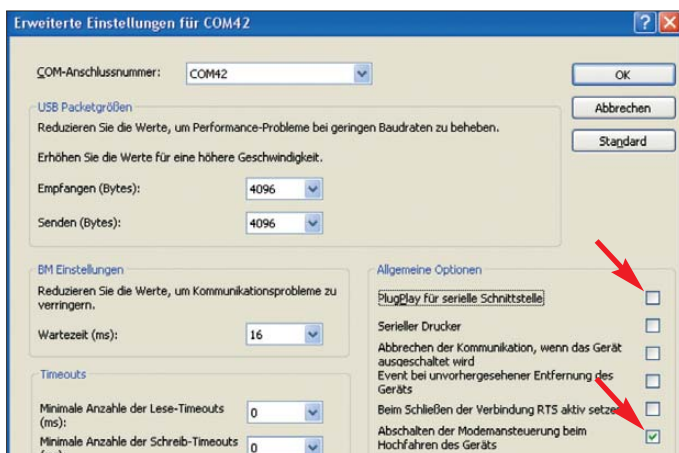 Erweiterte Einstellungen für COM42
COM-Anschlussnummer:
COM42
OK
Abbrechen
Standard
USB Packetgrößen
Reduzieren Sie die Werte, um Performance-Probleme bei geringen Baudraten zu beheben.
Erhöhen Sie die Werte für eine höhere Geschwindigkeit.
Empfangen (Bytes):
4096
Senden (Bytes):
4096
BM Einstellungen
Reduzieren Sie die Werte, um Kommunikationsprobleme zu
verringern.
Wartezeit (ms):
16
Timeouts
Minimale Anzahl der Lese-Timeouts
(ms):
0
Minimale Anzahl der Schreib-Timeouts
0
Allgemeine Optionen
PlugPlay für serielle Schnittstelle
Serieller Drucker
Abbrechen der Kommunikation, wenn das Gerät
ausgeschaltet wird
Event bei unvorhergesehener Entfernung des
Geräts
Beim Schließen der Verbindung RTS aktiv setzen
Abschalten der Modemansteuerung beim
Hochfahren des Geräts